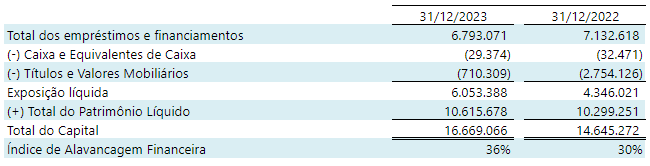 31/12/2023 31/12/2022
Total dos empréstimos e financiamentos 6.793.071 7.132.618
(-) Caixa e Equivalentes de Caixa (29.374) (32.471)
(-) Títulos e Valores Mobiliários (710.309) (2.754.126)
Exposição líquida 6.053.388 4.346.021
(+) Total do Patrimônio Líquido 10.615.678 10.299.251
Total do Capital 16.669.066 14.645.272
Índice de Alavancagem Financeira 36% 30%